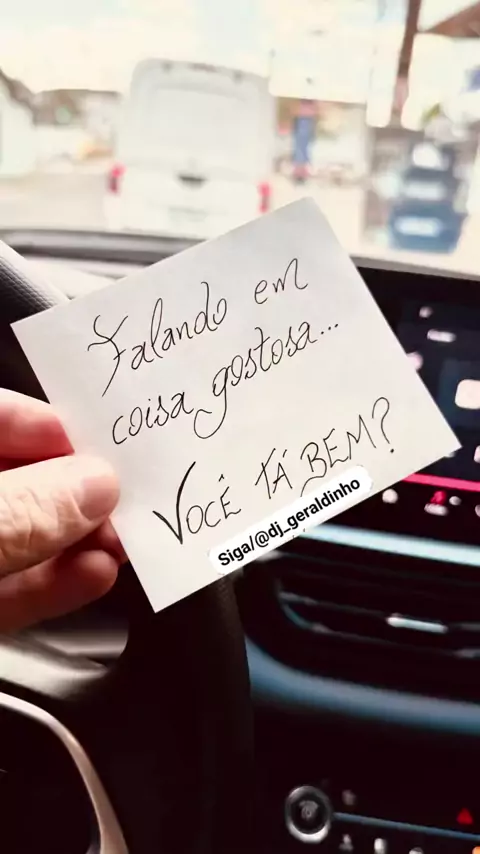 Falando em
coisa gostosa...
VOCÊ TÁ BEM?
Siga/@dj_geraldinho